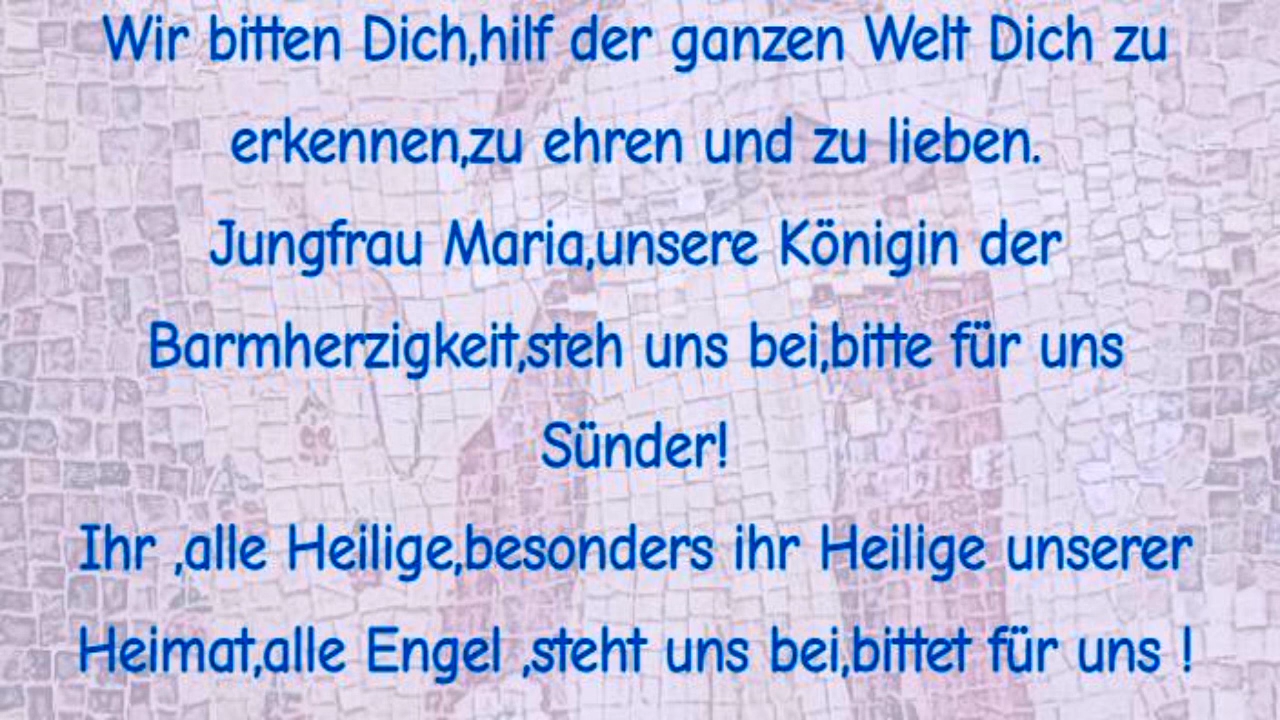 Wir bitten Dich,hilf der ganzen Welt Dich zu
erkennen,zu ehren und zu lieben.
Jungfrau Maria,unsere Königin der
Barmherzigkeit,steh uns bei,bitte für uns
Sünder!
Ihr ,alle Heilige,besonders ihr Heilige unserer
Heimat,alle Engel ,steht uns bei,bittet für uns !